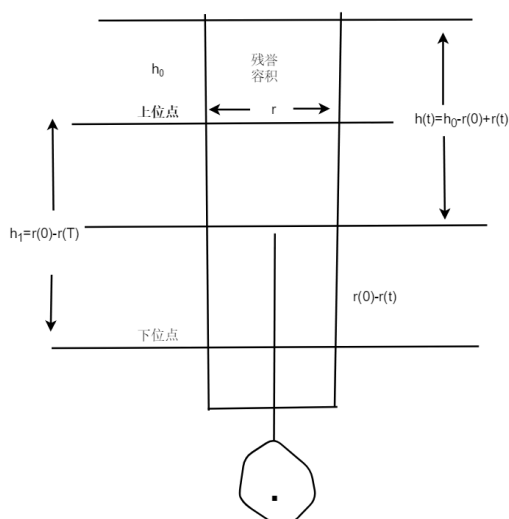 残誉
容积
h₀
上位点
r
h(t)=h₀-r(0)+r(t)
h₁=r(0)-r(T)
r(0)-r(t)
下位点